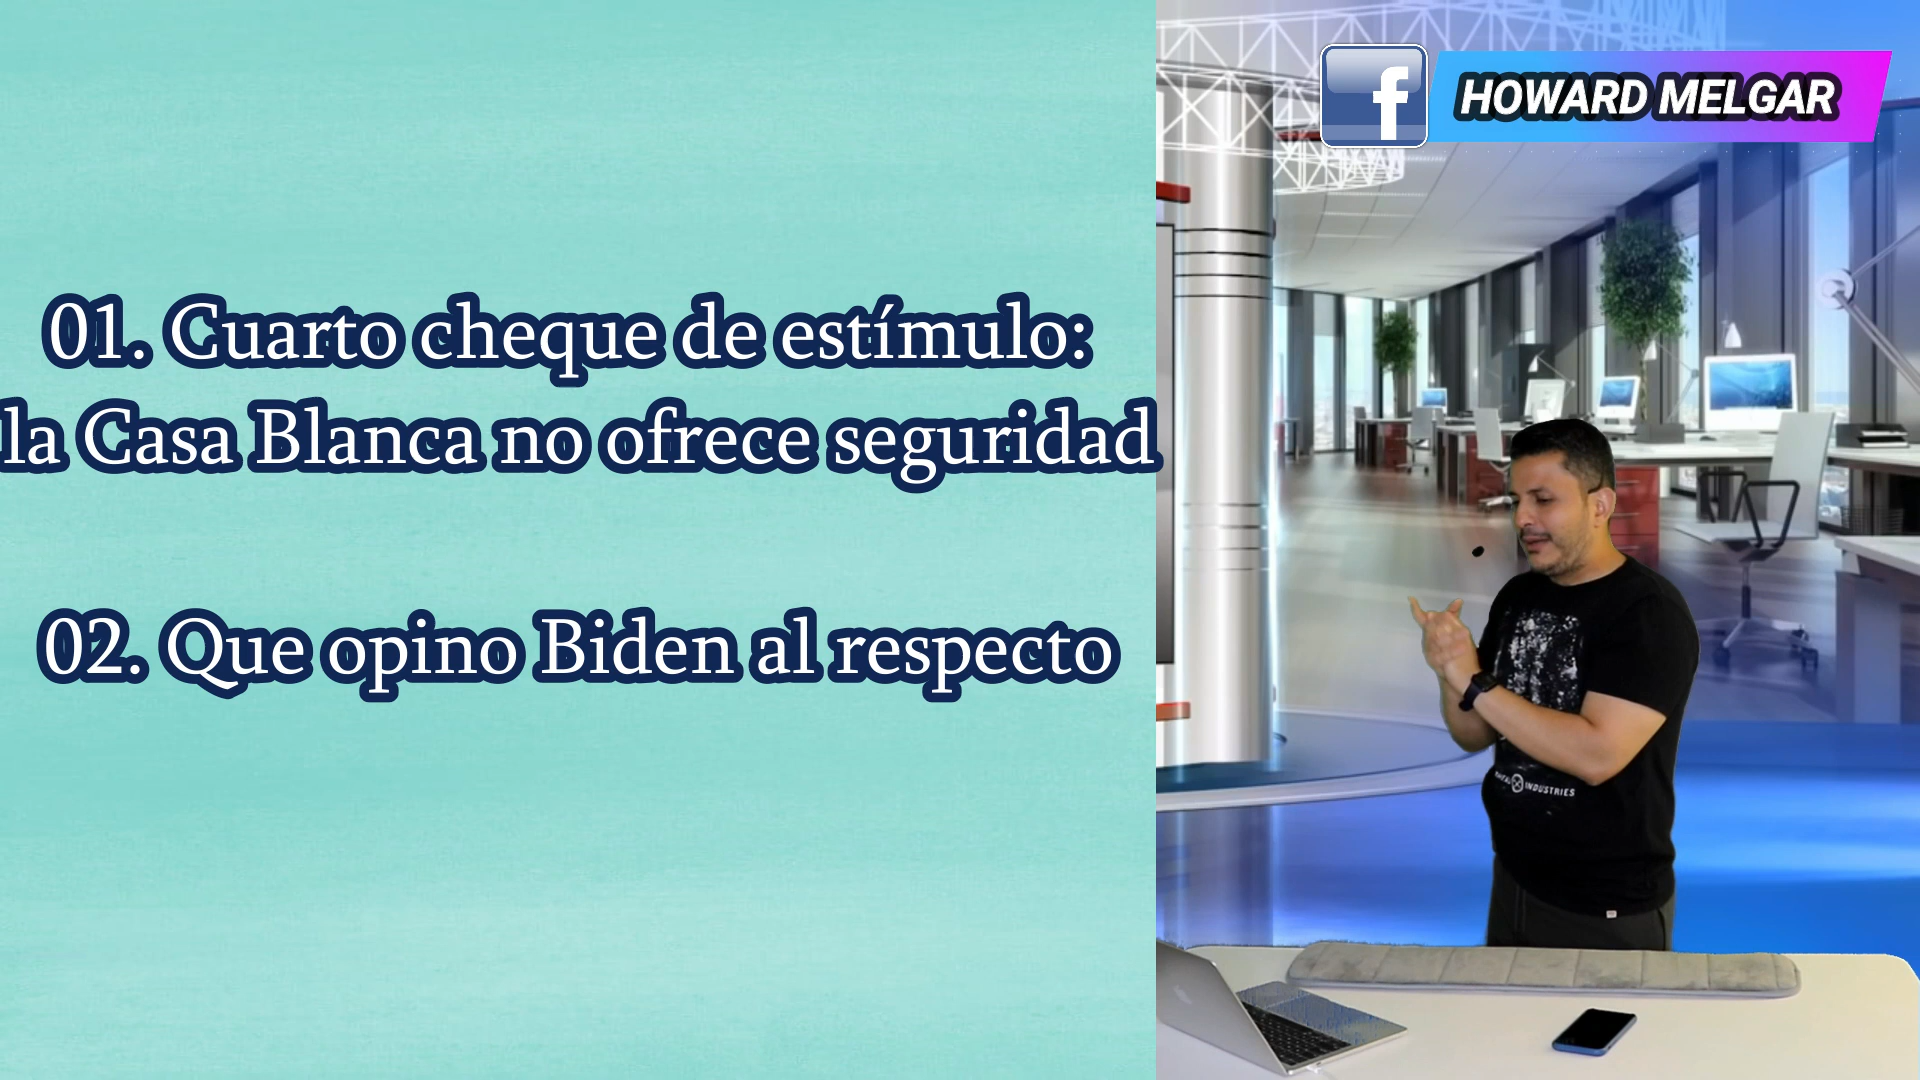 HOWARD MELGAR
01. Cuarto cheque de estímulo:
la Casa Blanca no ofrece seguridad
02. Que opino Biden al respecto
INDUSTRIES